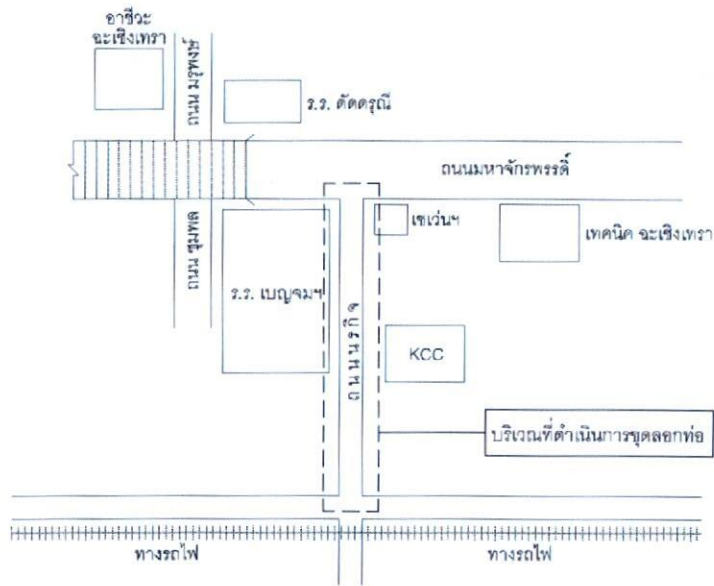 อาชีวะ
ฉะเชิงเทรา
ถนน มรุพงษ์
ร.ร. ดัดดรุณี
ถนนมหาจักรพรรดิ์
ถนน ชุมพล
ร.ร. เบญจมฯ
ถนนนรกิจ
เซเว่นฯ
เทคนิค ฉะเชิงเทรา
KCC
บริเวณที่ดำเนินการขุดลอกท่อ
ทางรถไฟ
ทางรถไฟ